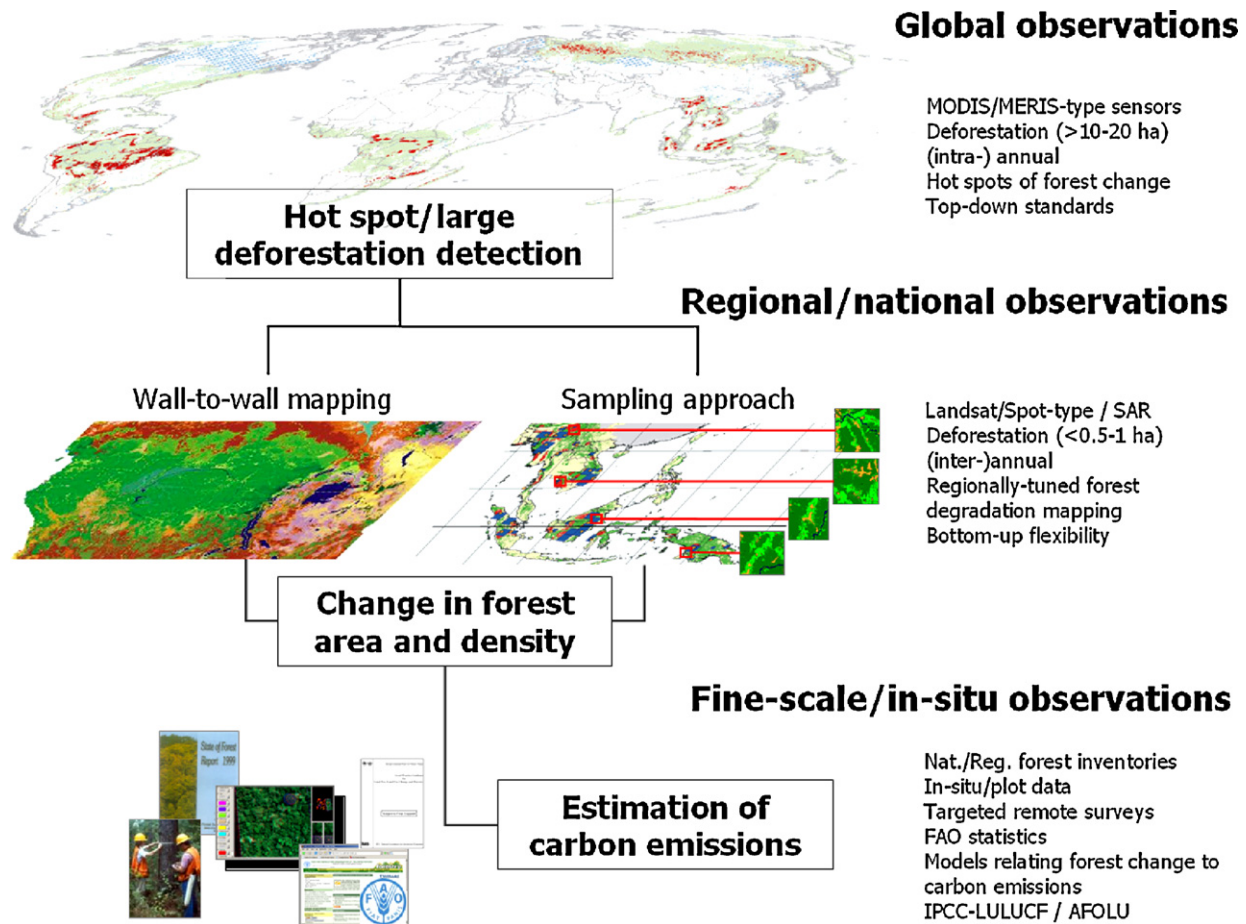 Global observations
MODIS/MERIS-type sensors
Deforestation (>10-20 ha)
(intra-) annual
Hot spots of forest change
Top-down standards
Hot spot/large
deforestation detection
Regional/national observations
Wall-to-wall mapping
Sampling approach
Landsat/Spot-type / SAR
Deforestation (<0.5-1 ha)
(inter-)annual
Regionally-tuned forest
degradation mapping
Bottom-up flexibility
Change in forest
area and density
Fine-scale/in-situ observations
State of Forest
Report 1999
Nat./Reg. forest inventories
In-situ/plot data
Targeted remote surveys
FAO statistics
Models relating forest change to
carbon emissions
IPCC-LULUCF / AFOLU
Estimation of
carbon emissions
F A O
FIAT PANIS